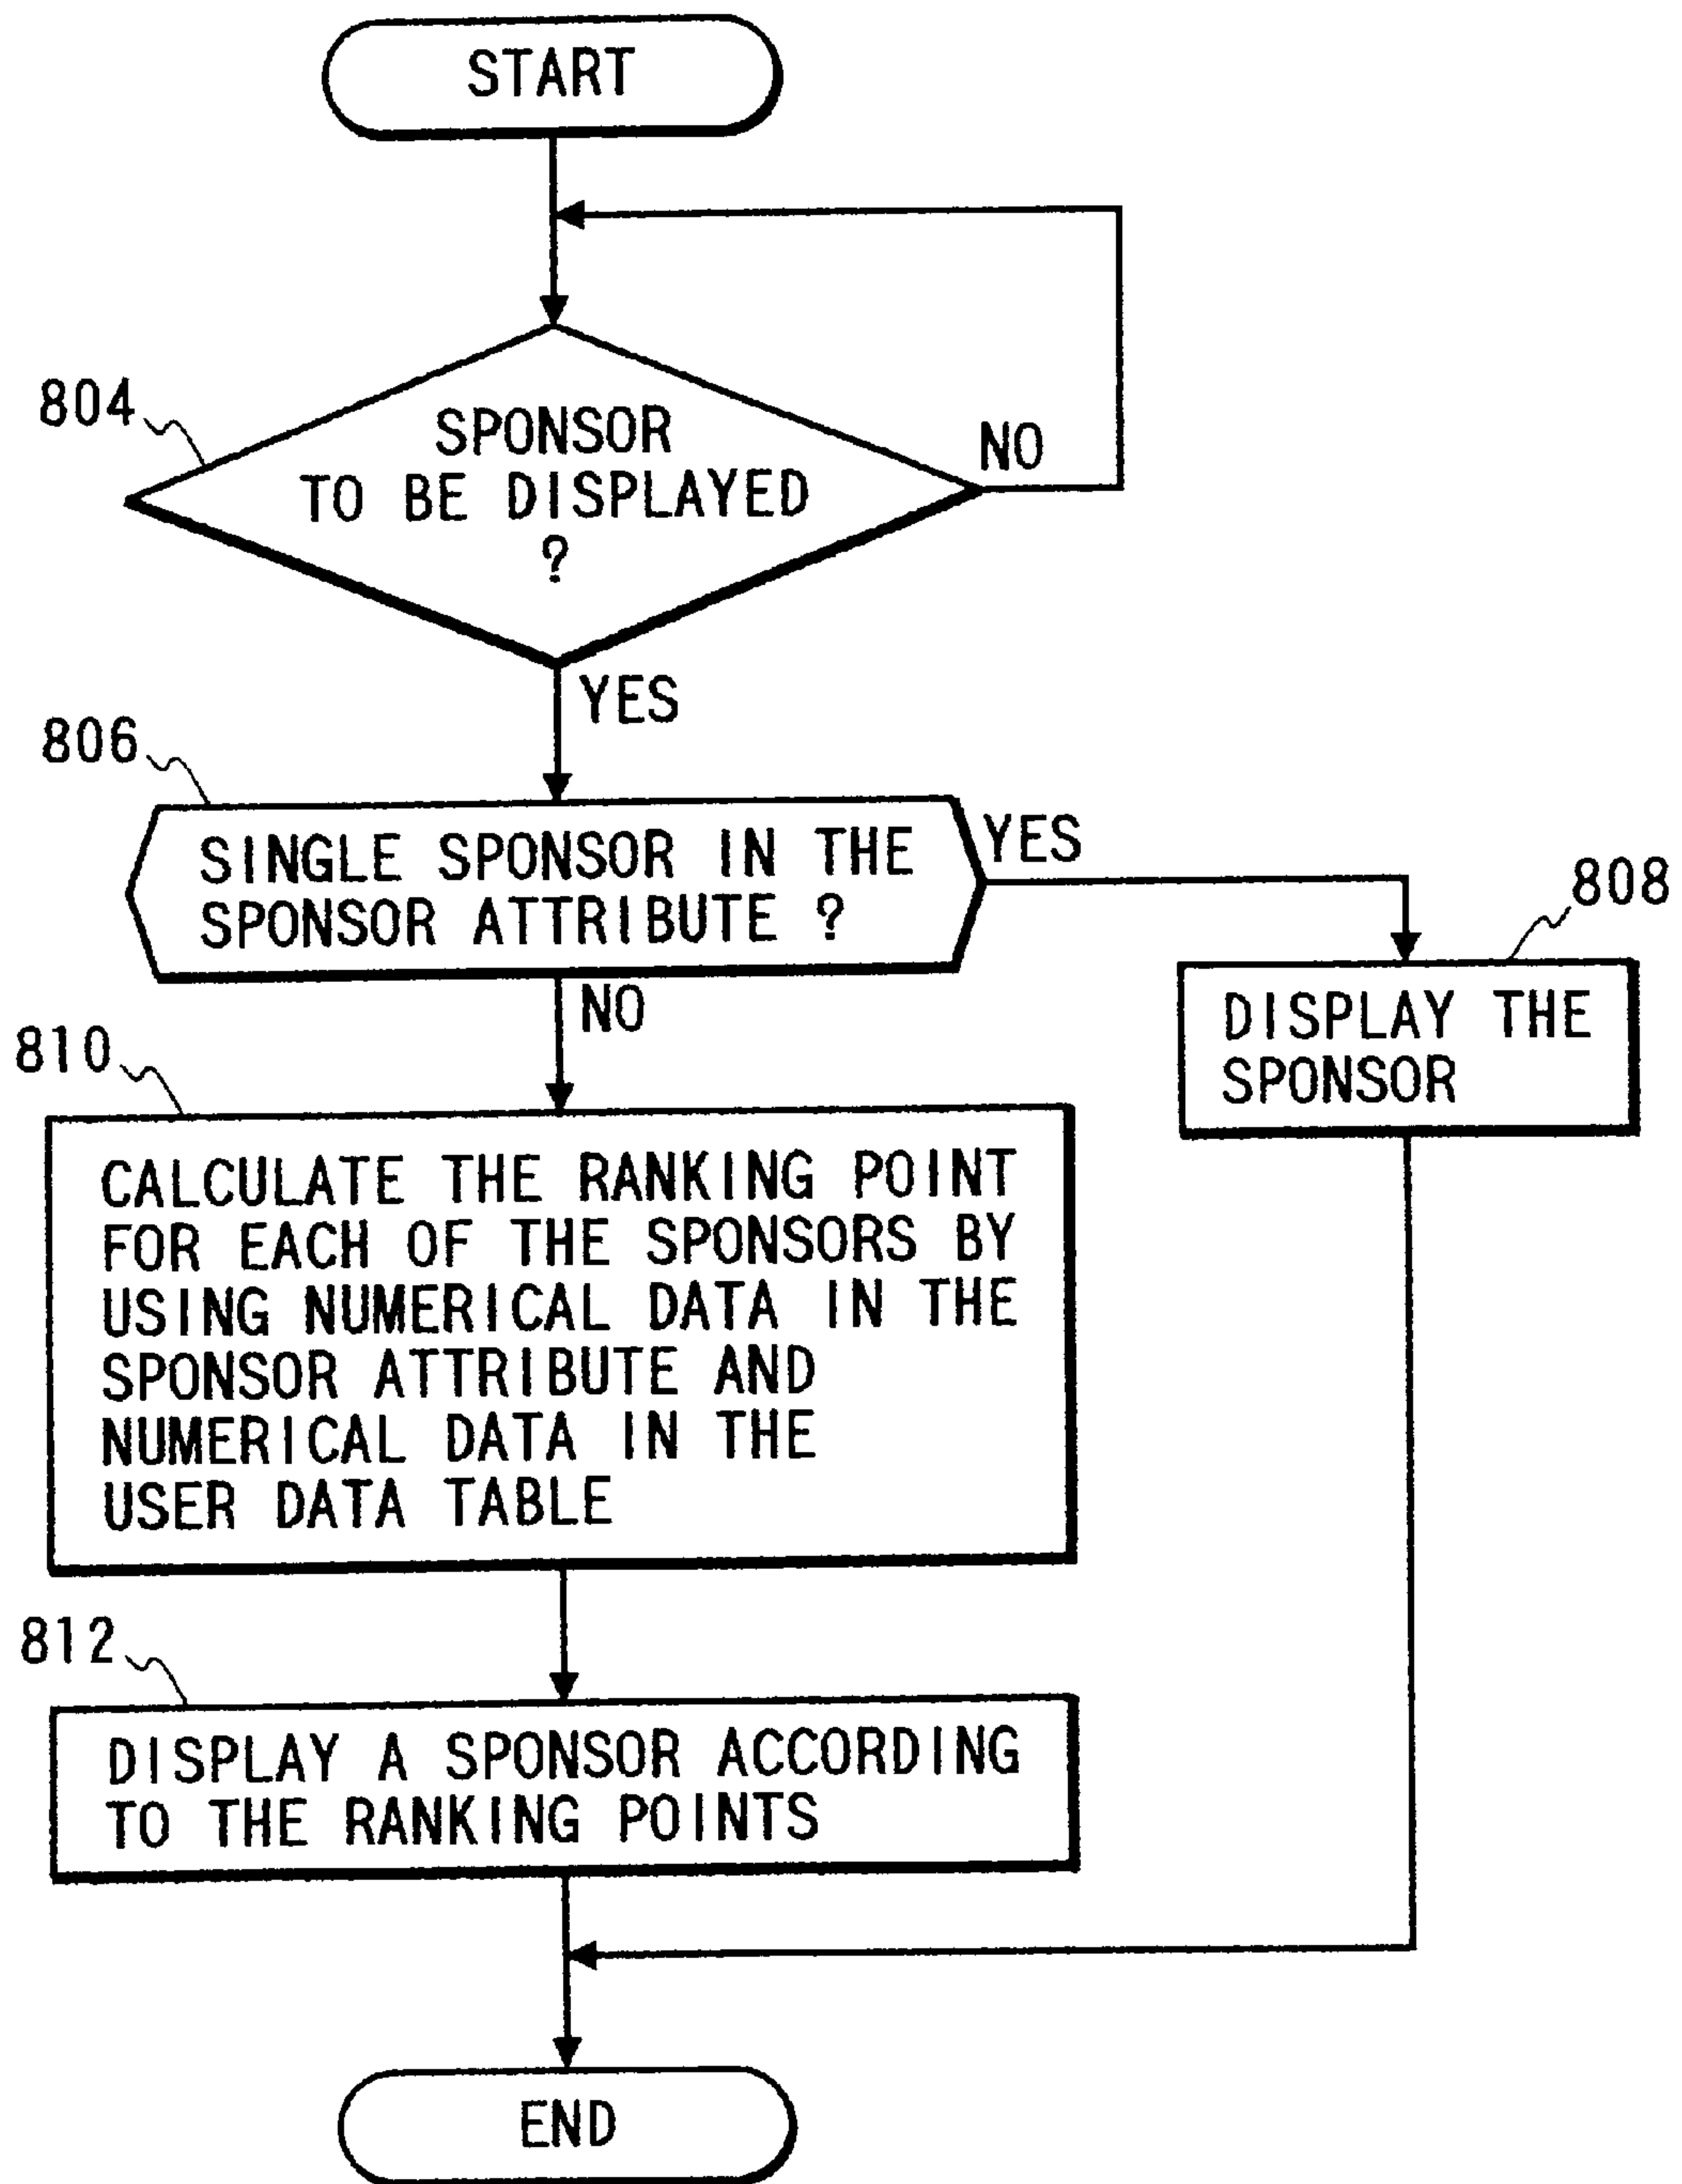 START
804
SPONSOR
TO BE DISPLAYED
?
NO
YES
806
SINGLE SPONSOR IN THE
SPONSOR ATTRIBUTE ?
YES
808
DISPLAY THE
SPONSOR
NO
810
CALCULATE THE RANKING POINT
FOR EACH OF THE SPONSORS BY
USING NUMERICAL DATA IN THE
SPONSOR ATTRIBUTE AND
NUMERICAL DATA IN THE
USER DATA TABLE
812
DISPLAY A SPONSOR ACCORDING
TO THE RANKING POINTS
END